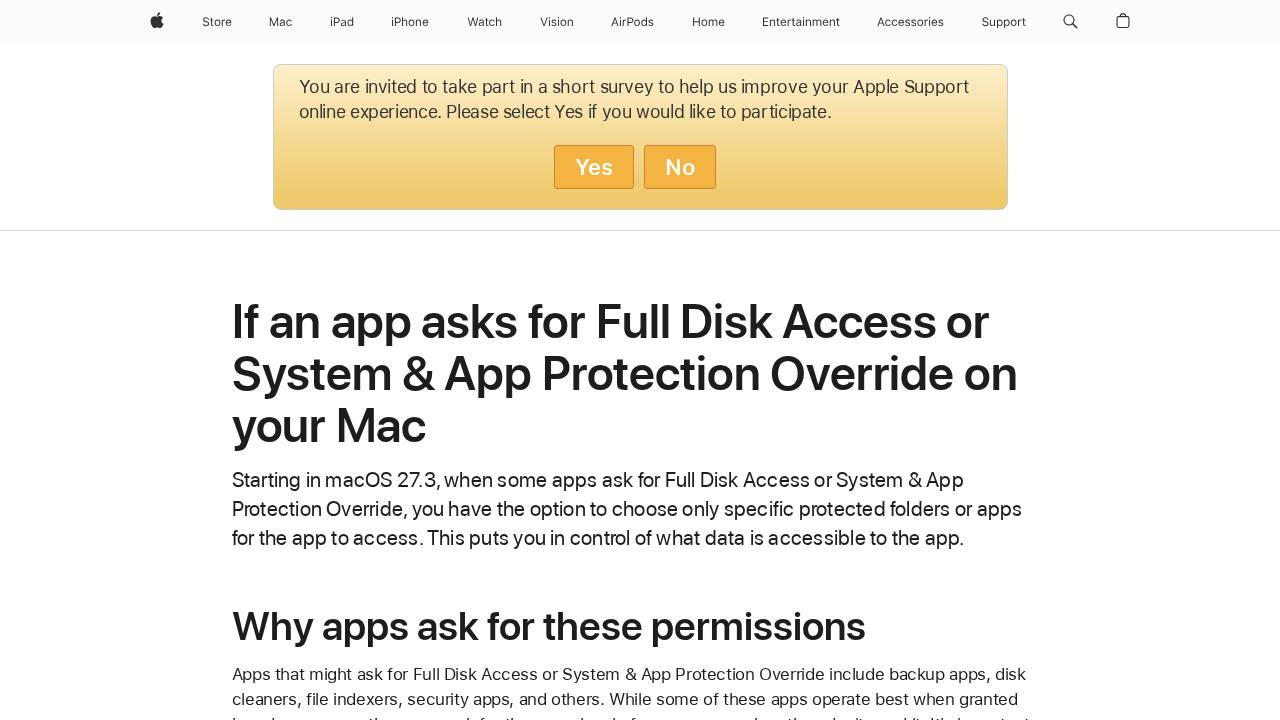 Store Mac iPad iPhone Watch Vision AirPods Home Entertainment Accessories Support
You are invited to take part in a short survey to help us improve your Apple Support
online experience. Please select Yes if you would like to participate.
Yes No
If an app asks for Full Disk Access or
System & App Protection Override on
your Mac
Starting in macOS 27.3, when some apps ask for Full Disk Access or System & App
Protection Override, you have the option to choose only specific protected folders or apps
for the app to access. This puts you in control of what data is accessible to the app.
Why apps ask for these permissions
Apps that might ask for Full Disk Access or System & App Protection Override include backup apps, disk
cleaners, file indexers, security apps, and others. While some of these apps operate best when granted